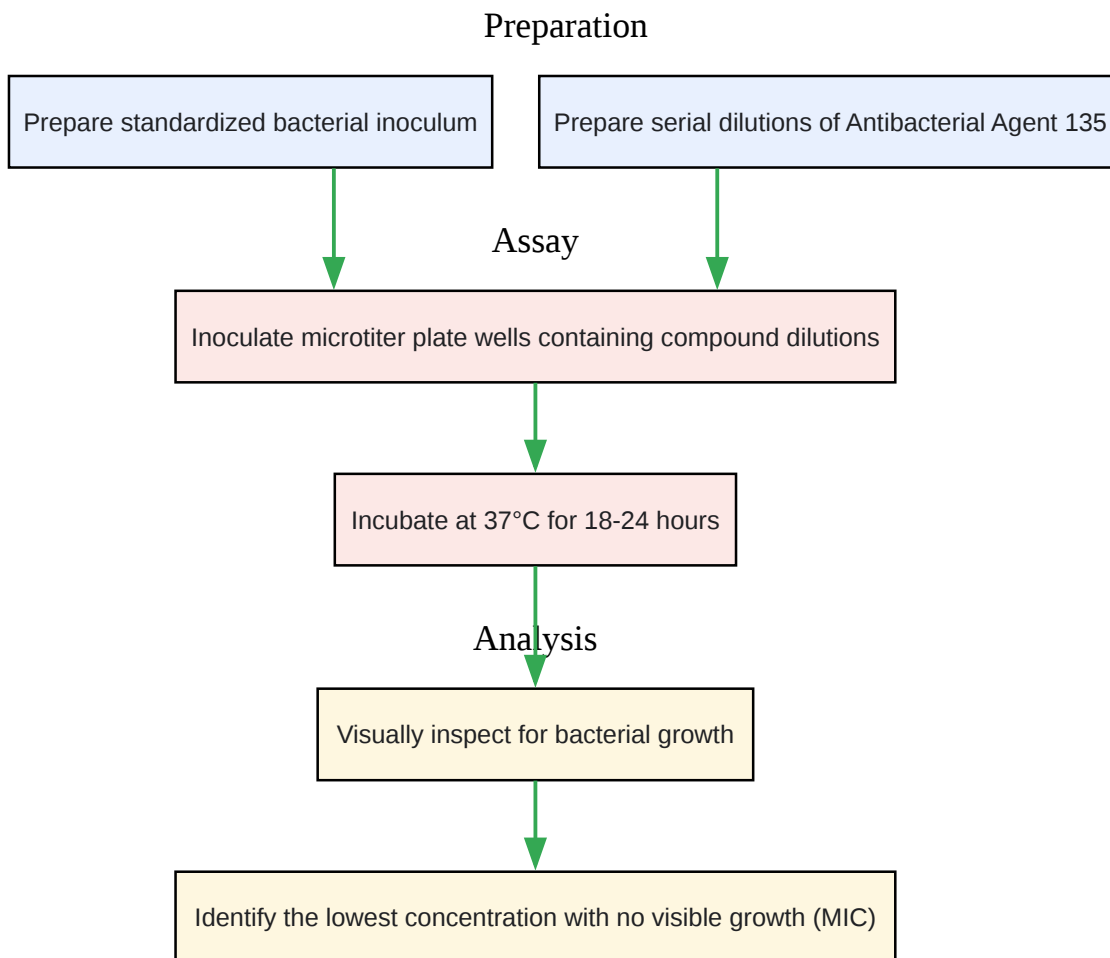 Preparation
Prepare standardized bacterial inoculum
Prepare serial dilutions of Antibacterial Agent 135
Assay
Inoculate microtiter plate wells containing compound dilutions
Incubate at 37°C for 18-24 hours
Analysis
Visually inspect for bacterial growth
Identify the lowest concentration with no visible growth (MIC)